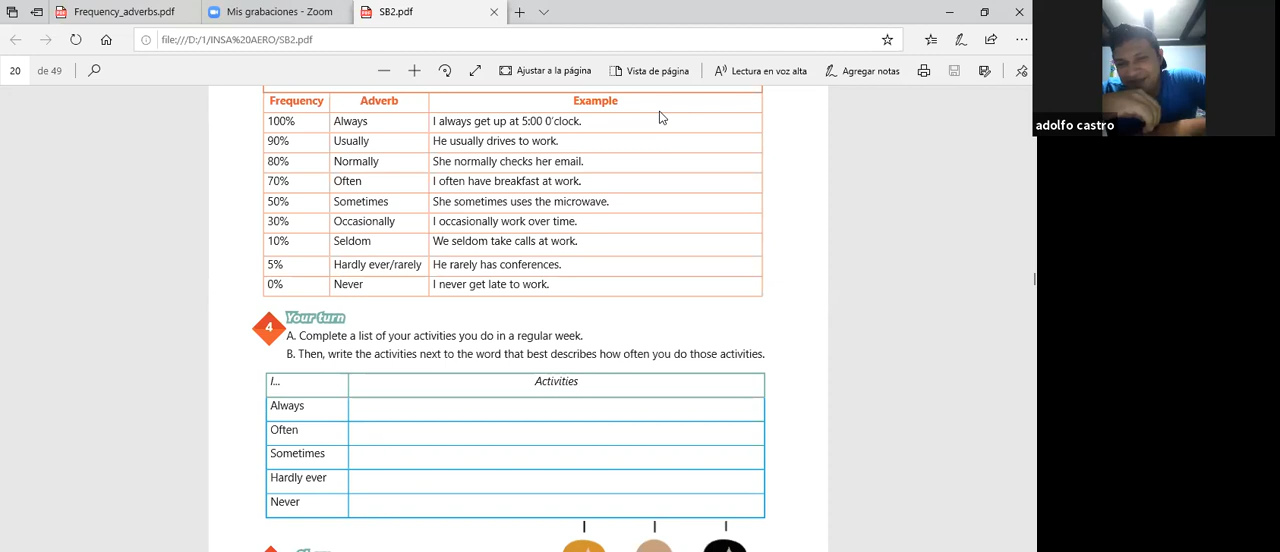 Frequency_adverbs.pdf
Mis grabaciones - Zoom
SB2.pdf
file:///D:/1/INSA%20AERO/SB2.pdf
20 de 49
Ajustar a la página
Vista de página
Lectura en voz alta
Agregar notas
adolfo castro
Frequency Adverb Example
100% Always I always get up at 5:00 0'clock.
90% Usually He usually drives to work.
80% Normally She normally checks her email.
70% Often I often have breakfast at work.
50% Sometimes She sometimes uses the microwave.
30% Occasionally I occasionally work over time.
10% Seldom We seldom take calls at work.
5% Hardly ever/rarely He rarely has conferences.
0% Never I never get late to work.
4 Your turn
A. Complete a list of your activities you do in a regular week.
B. Then, write the activities next to the word that best describes how often you do those activities.
I... Activities
Always
Often
Sometimes
Hardly ever
Never